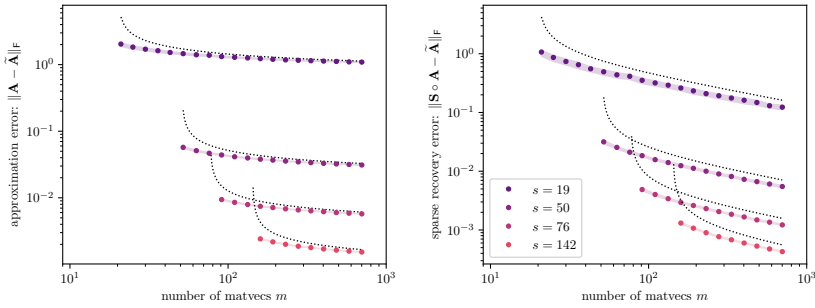 approximation error: ‖A − Ã‖_F
10^0
10^−1
10^−2
10^1
10^2
10^3
number of matvecs m
sparse recovery error: ‖S ∘ A − Ã‖_F
10^0
10^−1
10^−2
10^−3
s = 19
s = 50
s = 76
s = 142
10^1
10^2
10^3
number of matvecs m